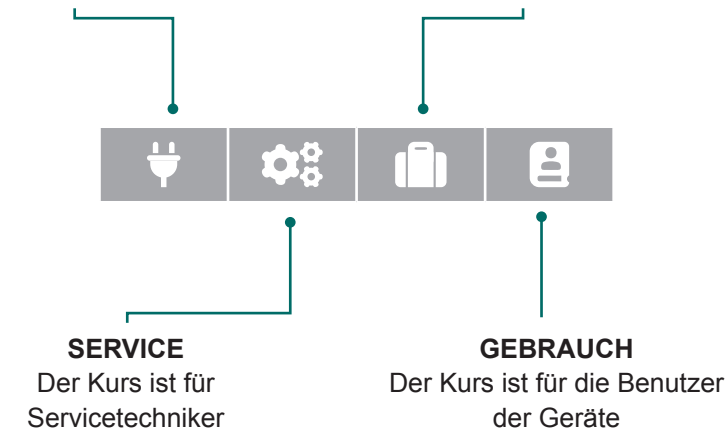 SERVICE
Der Kurs ist für
Servicetechniker
GEBRAUCH
Der Kurs ist für die Benutzer
der Geräte